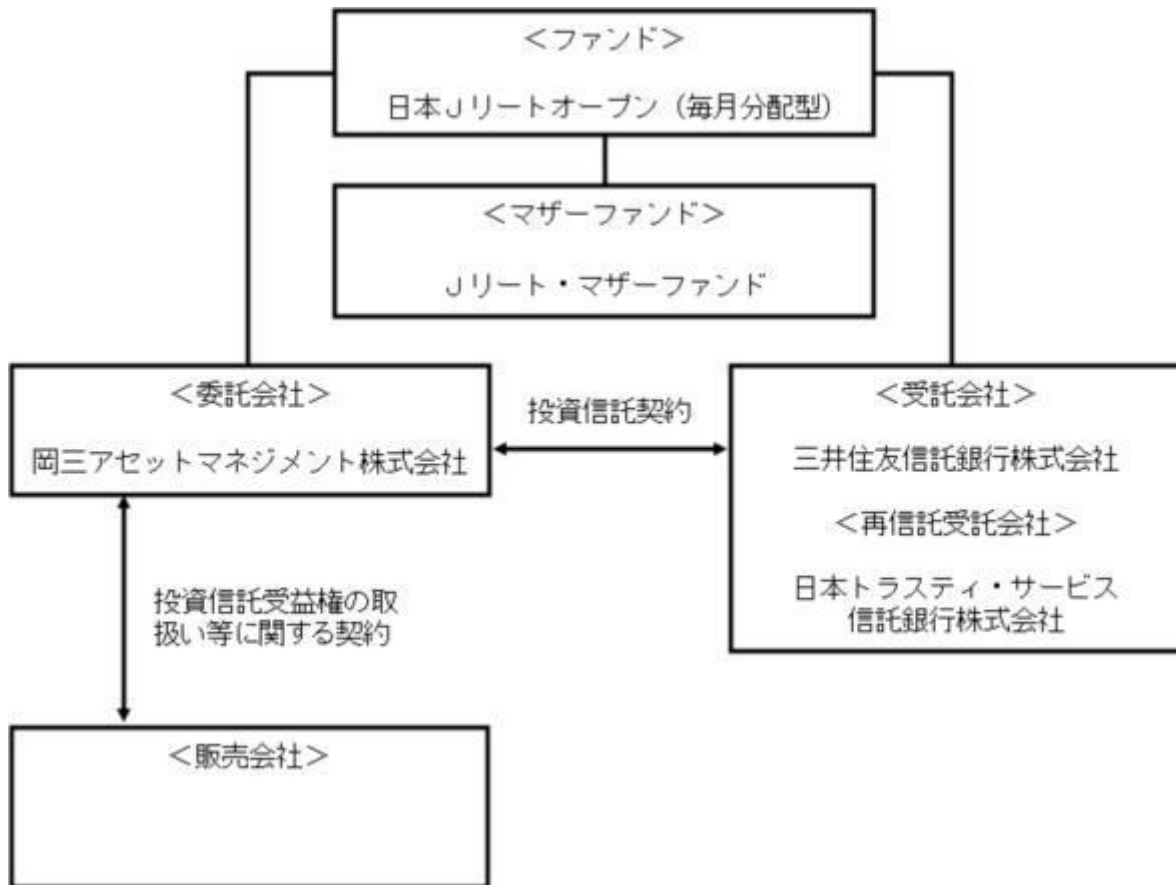 ＜ファンド＞
日本Ｊリートオープン（毎月分配型）
＜マザーファンド＞
Ｊリート・マザーファンド
＜委託会社＞
岡三アセットマネジメント株式会社
投資信託契約
＜受託会社＞
三井住友信託銀行株式会社
＜再信託受託会社＞
日本トラスティ・サービス
信託銀行株式会社
投資信託受益権の取
扱い等に関する契約
＜販売会社＞